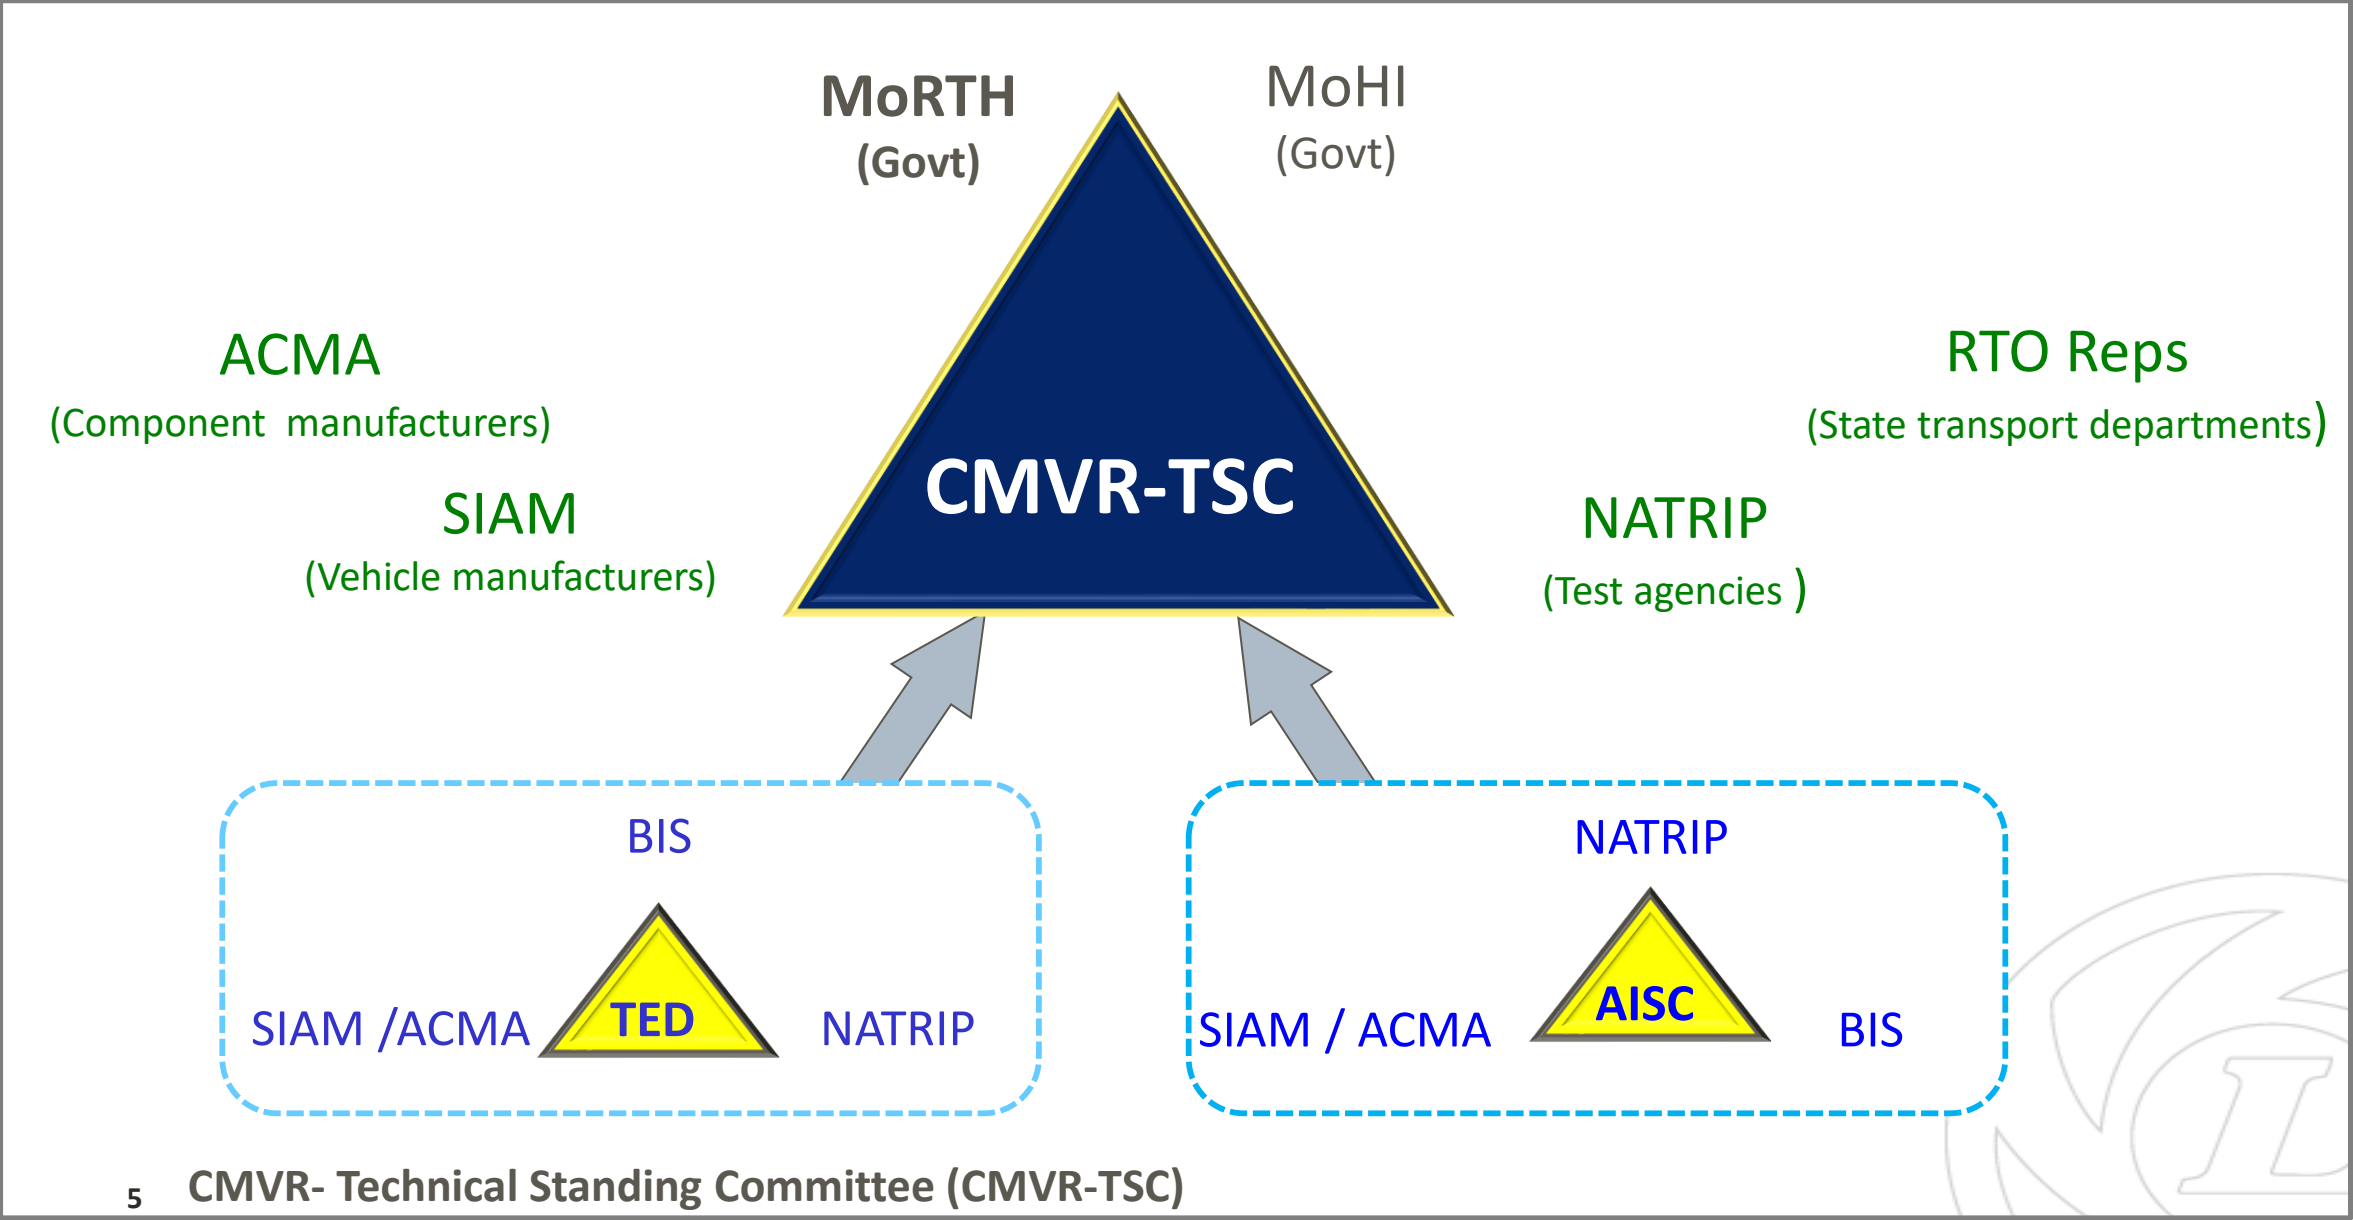 MoRTH
(Govt)
MoHI
(Govt)
ACMA
(Component  manufacturers)
RTO Reps
(State transport departments)
SIAM
(Vehicle manufacturers)
CMVR-TSC
NATRIP
(Test agencies )
BIS
TED
SIAM /ACMA
NATRIP
NATRIP
AISC
SIAM / ACMA
BIS
5
CMVR- Technical Standing Committee (CMVR-TSC)